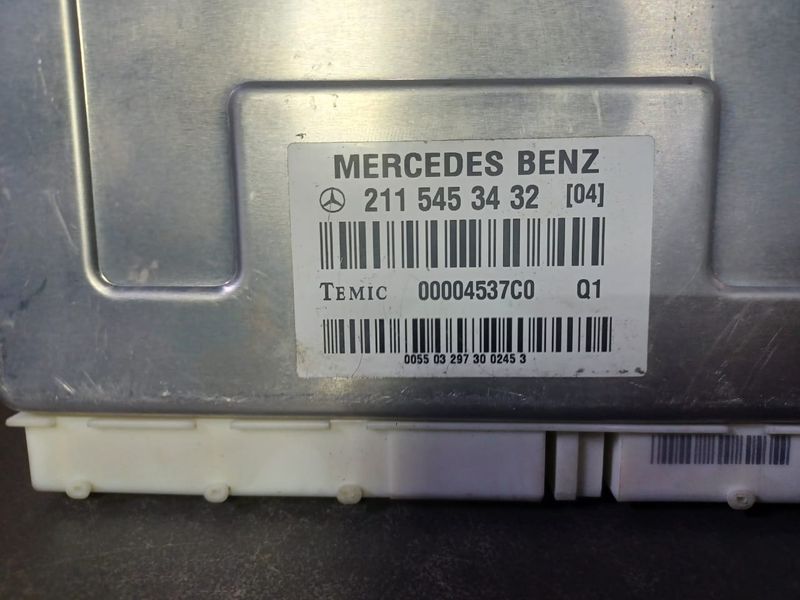 MERCEDES BENZ
211 545 34 32 [04]
TEMIC 00004537C0 Q1
0055 03 297 30 0245 3